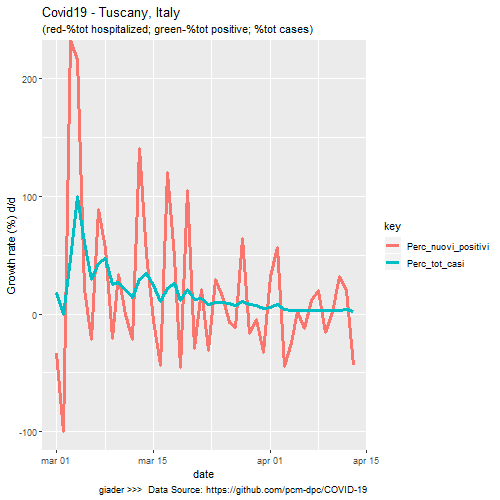 Covid19 - Tuscany, Italy
(red-%tot hospitalized; green-%tot positive; %tot cases)
Growth rate (%) d/d
200
100
0
-100
mar 01
mar 15
apr 01
apr 15
date
key
Perc_nuovi_positivi
Perc_tot_casi
giader >>> Data Source: https://github.com/pcm-dpc/COVID-19